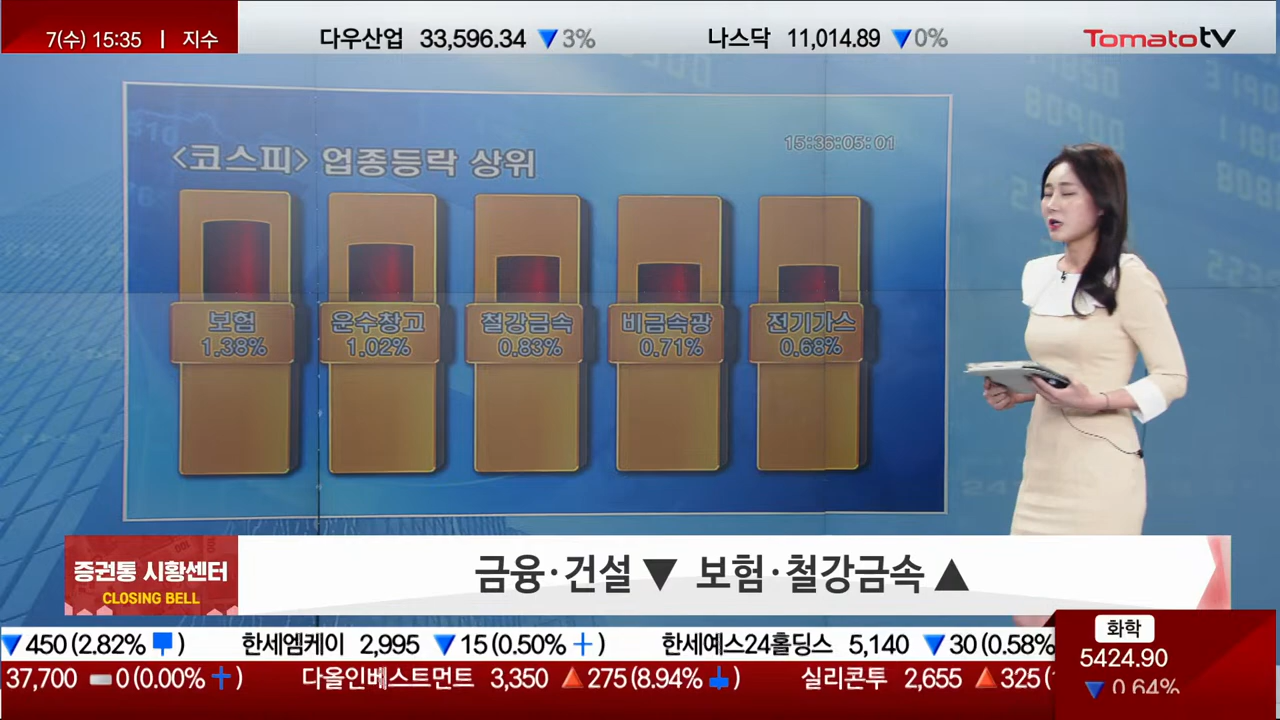 7(수) 15:35 | 지수
다우산업 33,596.34 ▼3%
나스닥 11,014.89 ▼0%
Tomatotv
15:36:05:01
<코스피> 업종등락 상위
보험 1.38%
운수창고 1.02%
철강금속 0.83%
비금속광 0.71%
전기가스 0.68%
증권통 시황센터
CLOSING BELL
금융·건설 ▼ 보험·철강금속 ▲
▼450(2.82% ) 한세엠케이 2,995 ▼15(0.50% ) 한세예스24홀딩스 5,140 ▼30(0.58%
37,700 0(0.00% ) 다올인베스트먼트 3,350 ▲275(8.94% ) 실리콘투 2,655 ▲325(
화학
5424.90
▼ 0.64%